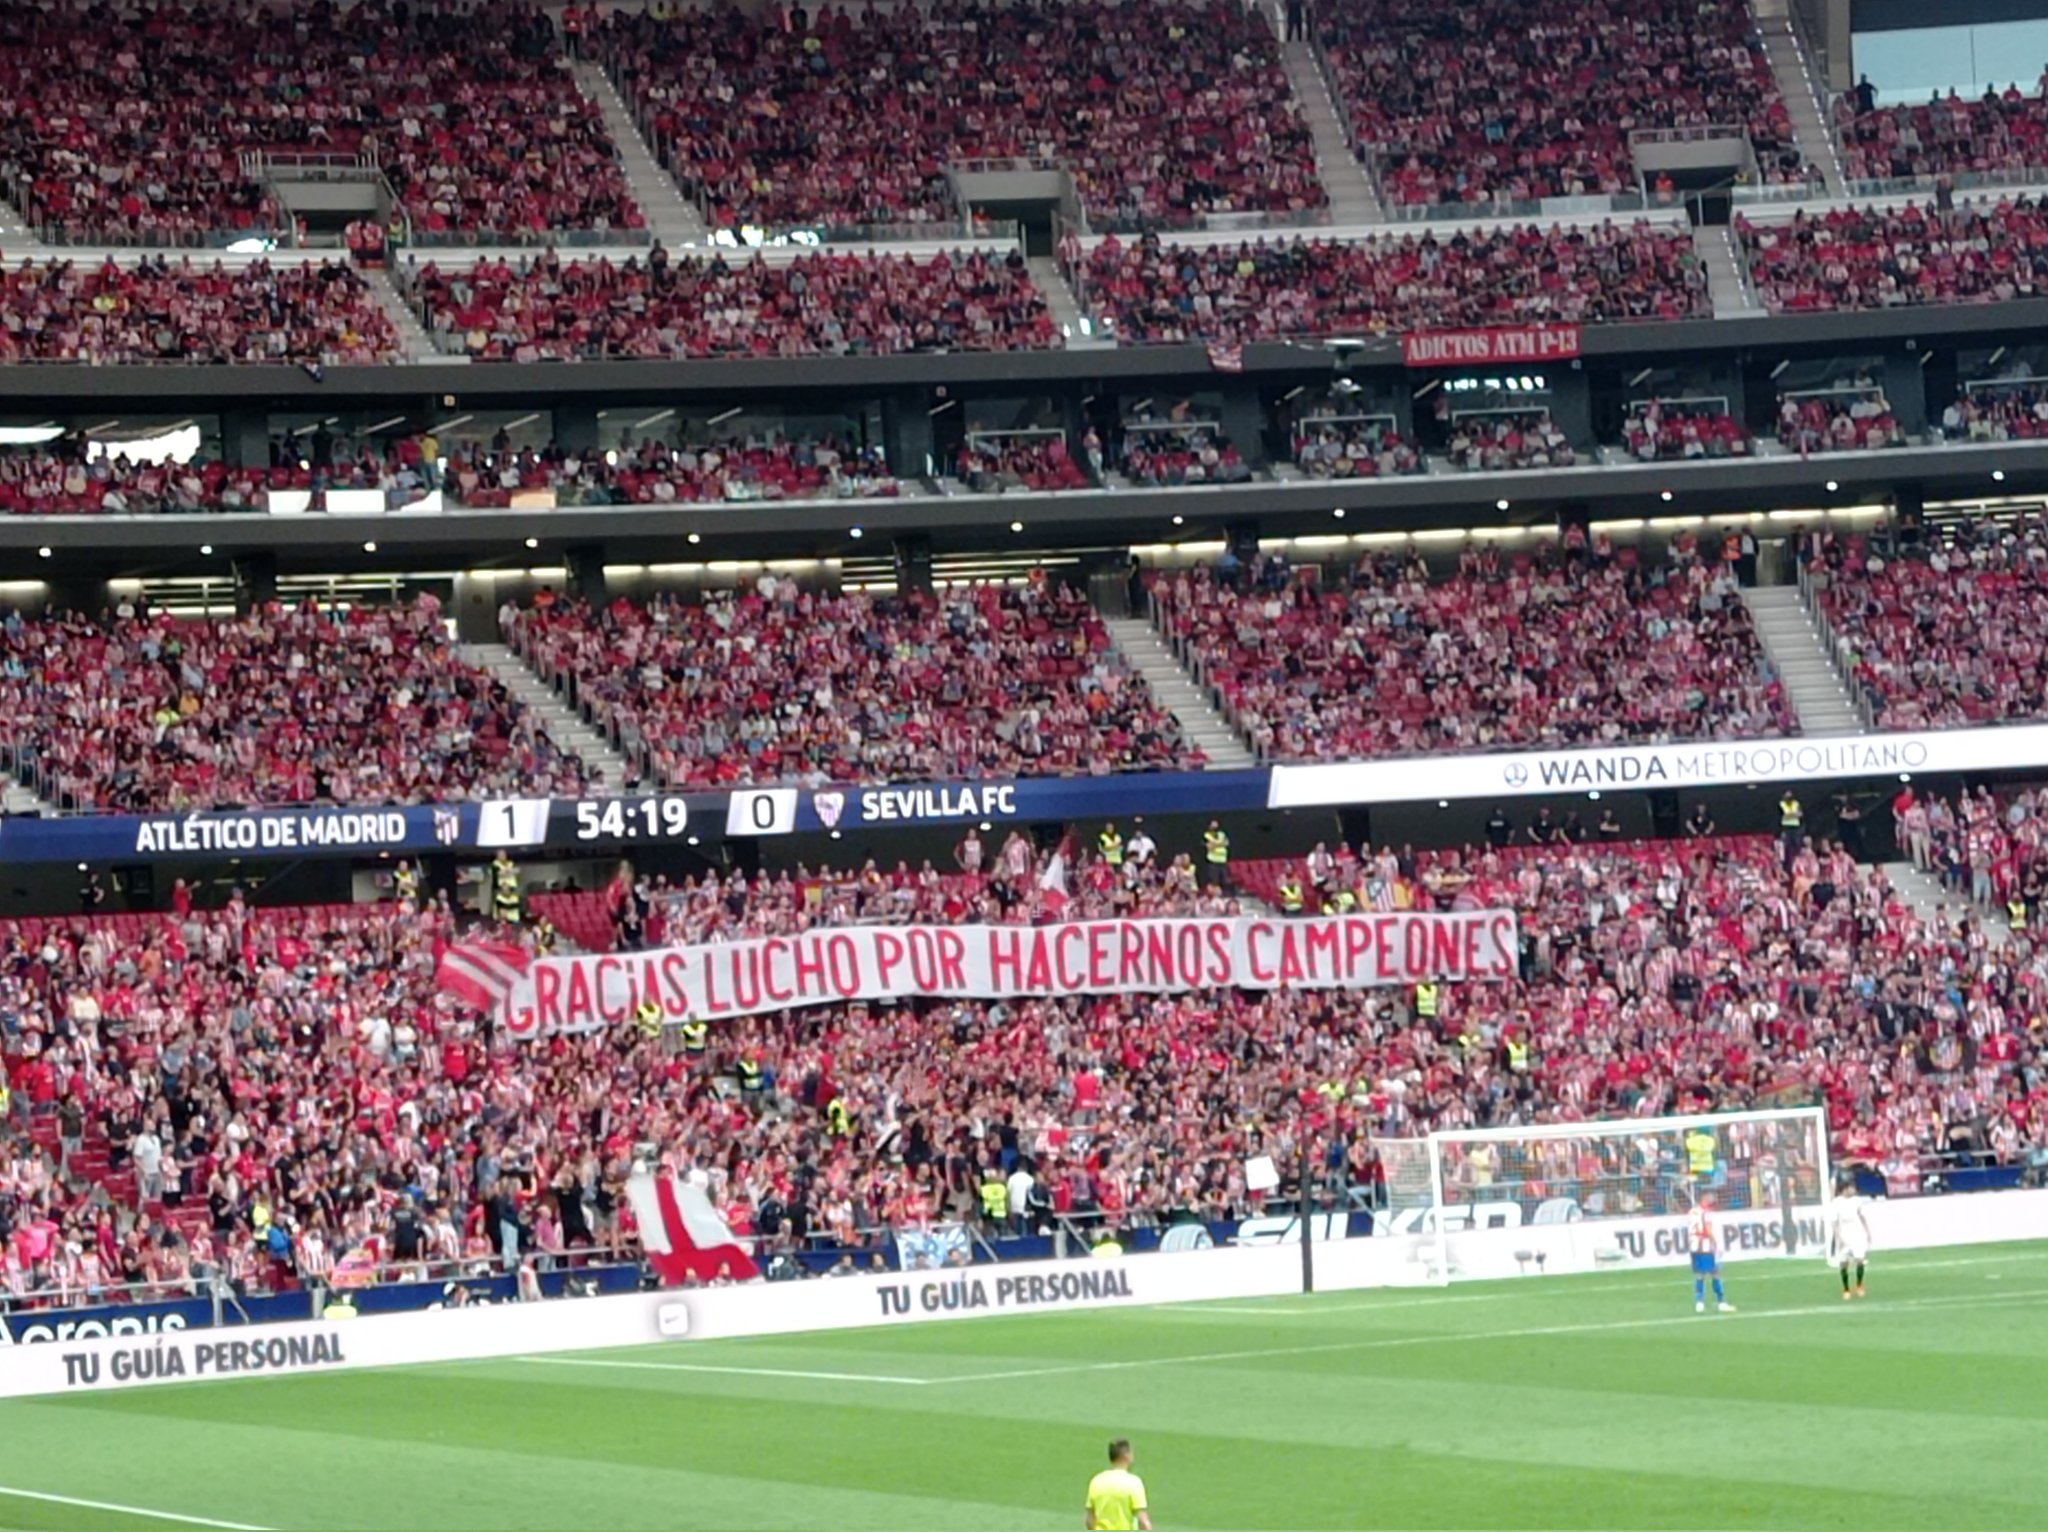 ADICTOS ATM P-13
WANDA METROPOLITANO
ATLÉTICO DE MADRID 1 54:19 0 SEVILLA FC
GRACiAS LUCHO POR HACERNOS CAMPEONES
TU GUÍA PERSONAL
TU GUÍA PERSONAL
Acronis
TU GUÍA PERSONAL